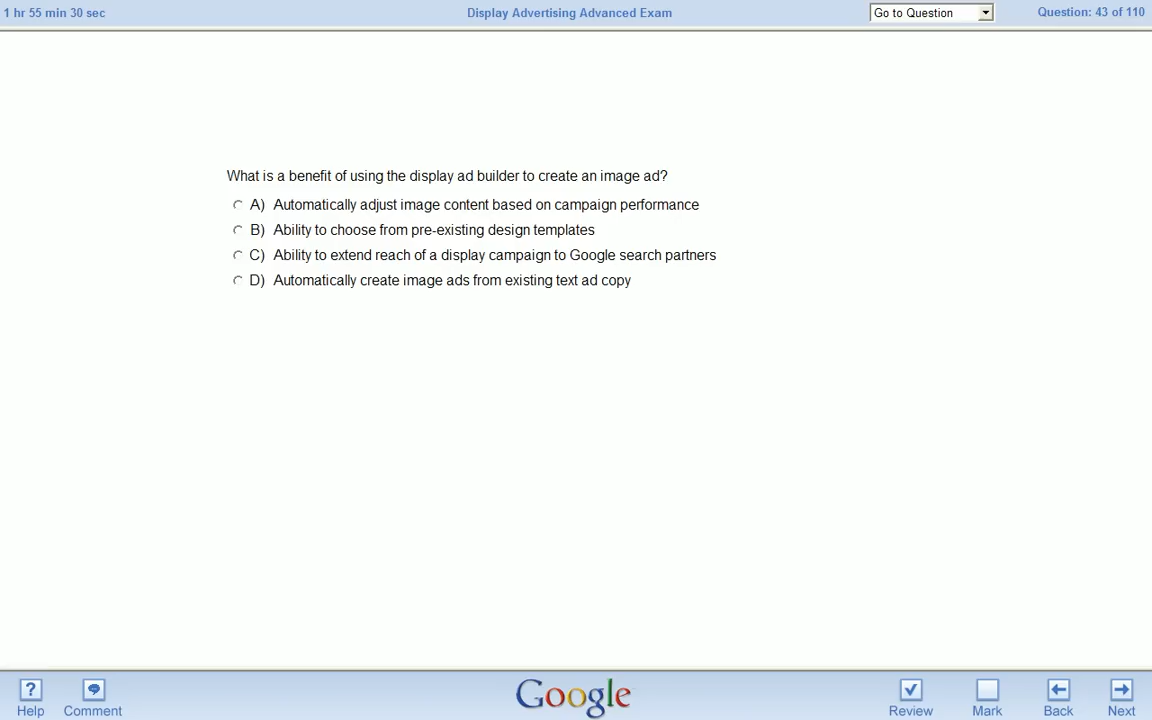 1 hr 55 min 30 sec
Display Advertising Advanced Exam
Go to Question
Question: 43 of 110
What is a benefit of using the display ad builder to create an image ad?
A) Automatically adjust image content based on campaign performance
B) Ability to choose from pre-existing design templates
C) Ability to extend reach of a display campaign to Google search partners
D) Automatically create image ads from existing text ad copy
?
Help
Comment
Google
Review
Mark
Back
Next